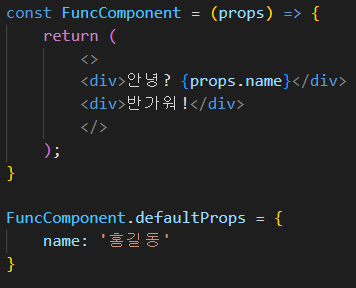 const FuncComponent = (props) => {
    return (
        <>
        <div>안녕? {props.name}</div>
        <div>반가워!</div>
        </>
    );
}

FuncComponent.defaultProps = {
    name: '홍길동'
}